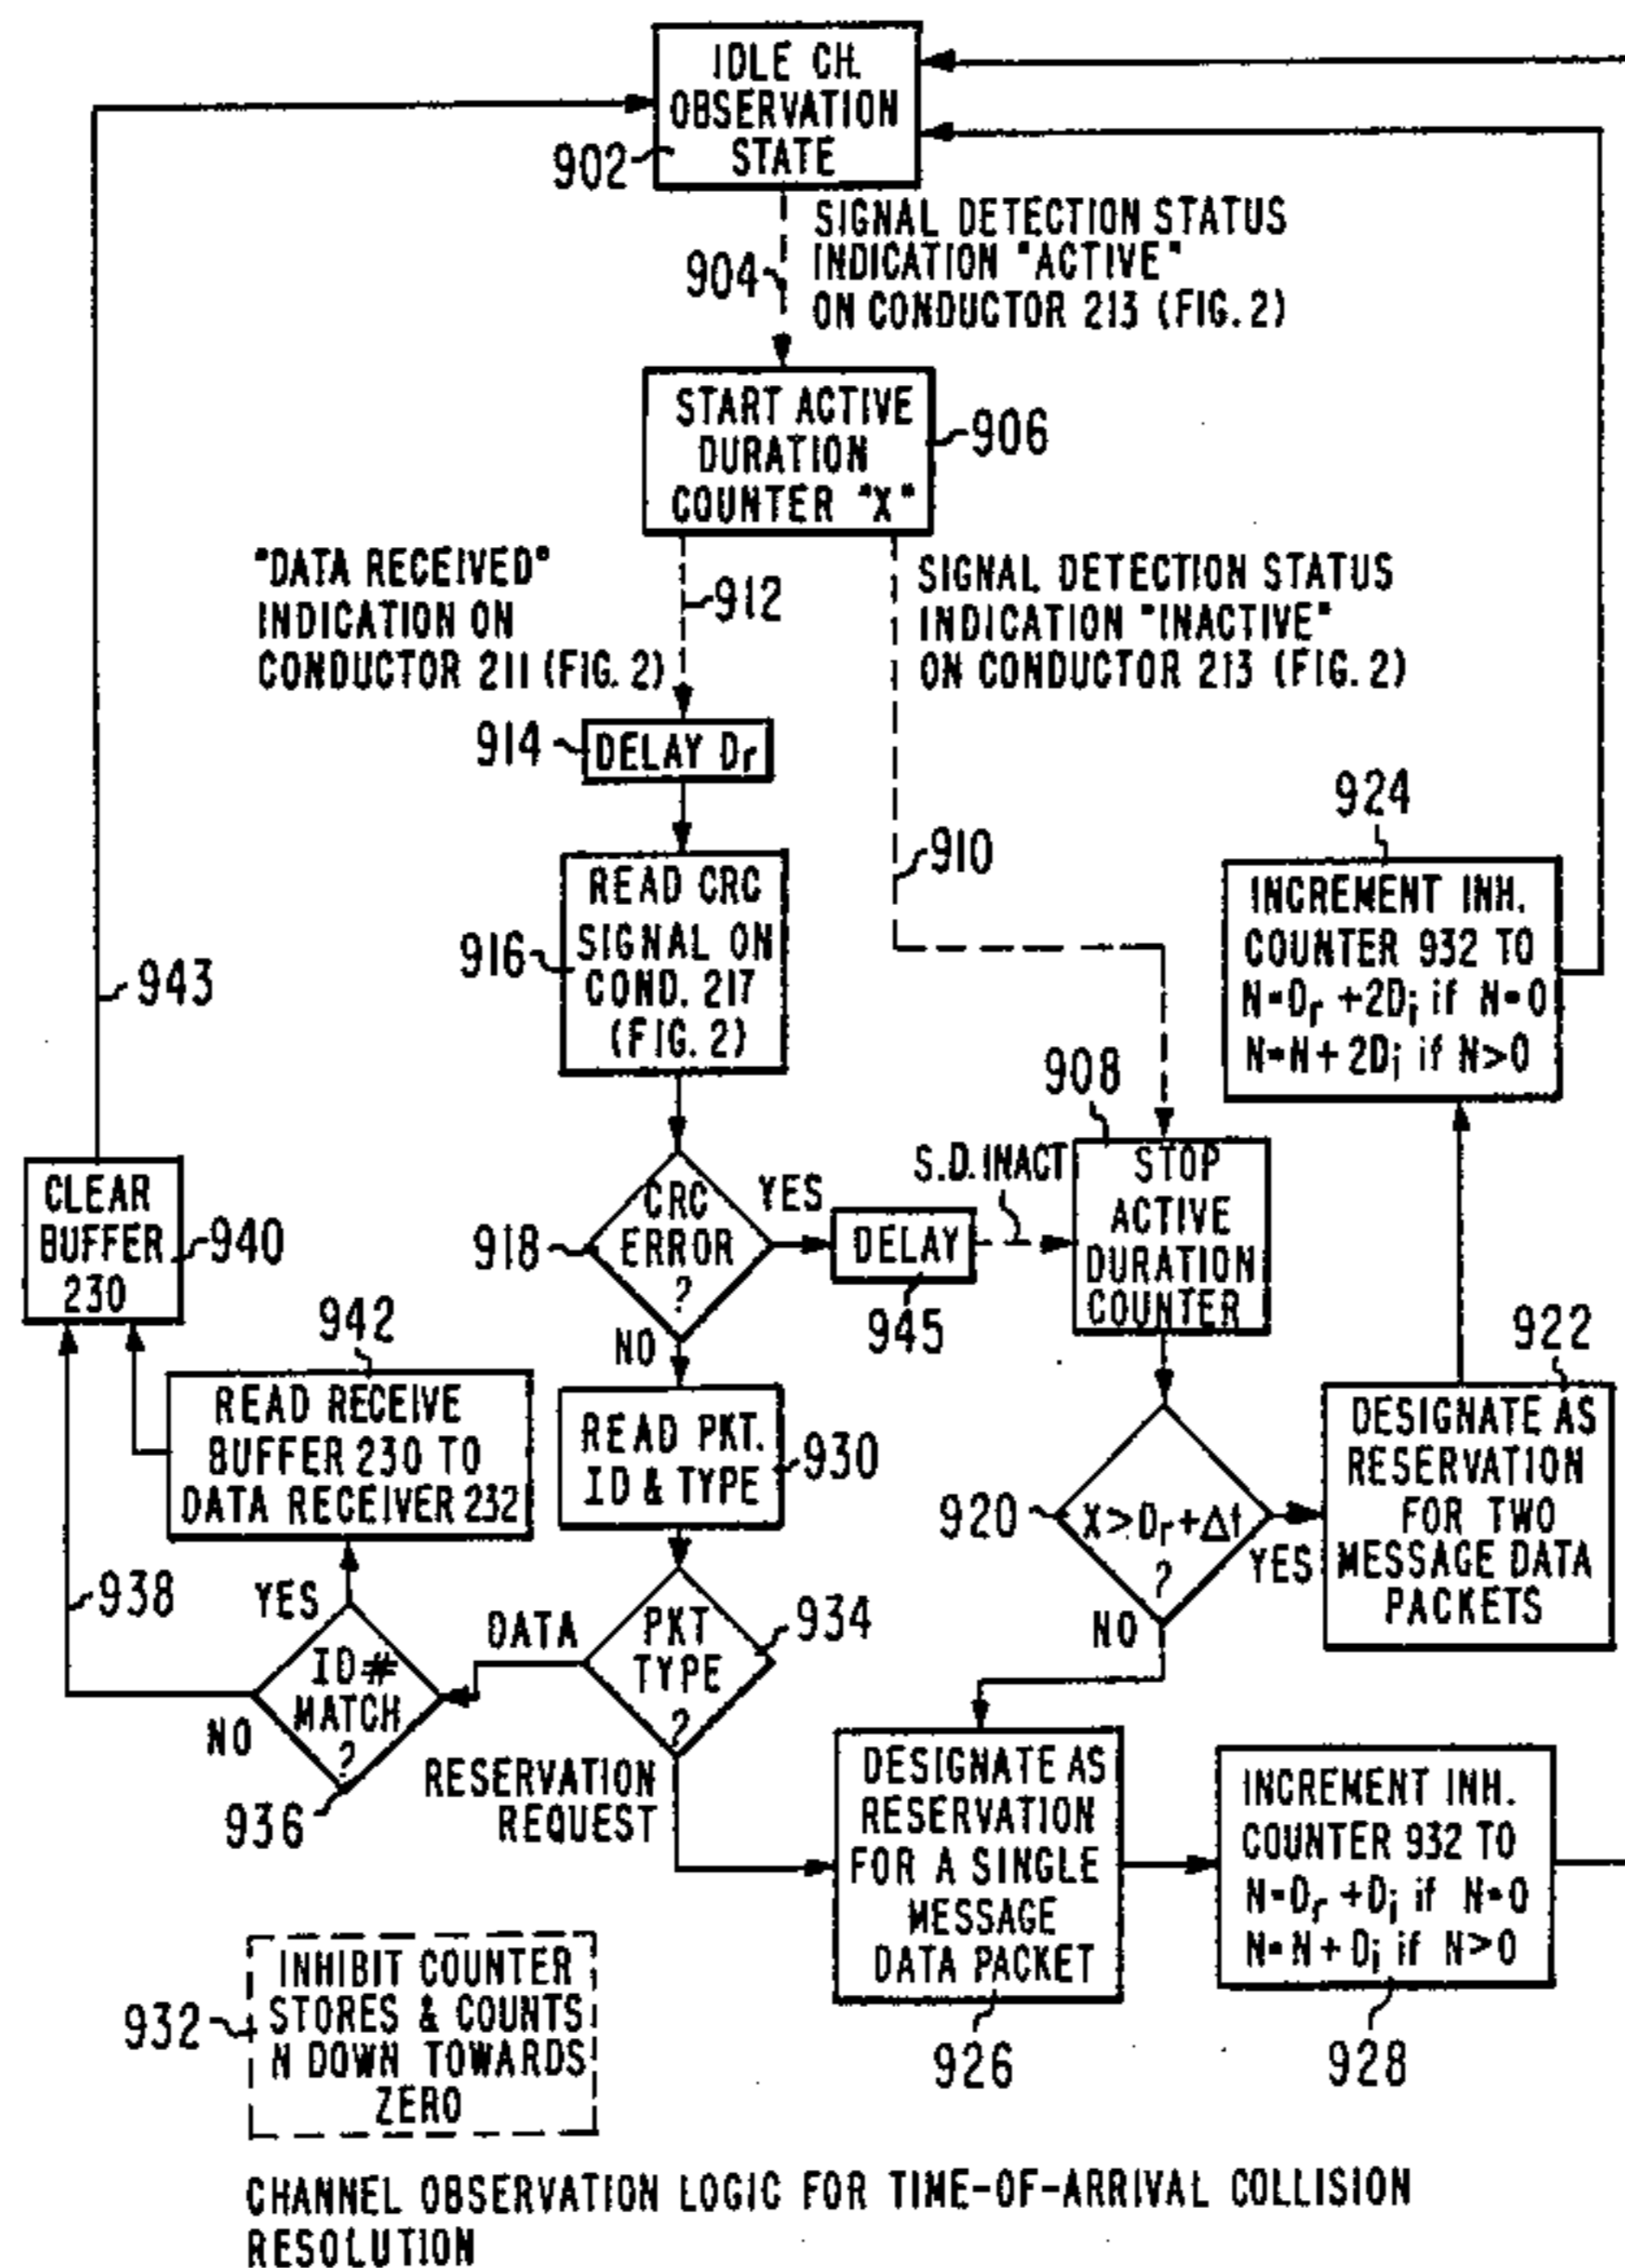 IDLE CH.
OBSERVATION
STATE
902
SIGNAL DETECTION STATUS
INDICATION "ACTIVE"
ON CONDUCTOR 213 (FIG. 2)
904
START ACTIVE
DURATION
COUNTER "X"
906
"DATA RECEIVED"
INDICATION ON
CONDUCTOR 211 (FIG. 2)
912
SIGNAL DETECTION STATUS
INDICATION "INACTIVE"
ON CONDUCTOR 213 (FIG. 2)
914
DELAY Dr
910
924
READ CRC
SIGNAL ON
COND. 217
(FIG. 2)
916
INCREMENT INH.
COUNTER 932 TO
N=Dr +2Di if N=0
N=N+2Di if N>0
943
908
CLEAR
BUFFER
230
940
CRC
ERROR
?
918
YES
NO
DELAY
945
S.D. INACT
STOP
ACTIVE
DURATION
COUNTER
942
READ RECEIVE
BUFFER 230 TO
DATA RECEIVER 232
READ PKT.
ID & TYPE
930
922
DESIGNATE AS
RESERVATION
FOR TWO
MESSAGE DATA
PACKETS
920
X>Dr+Δt
?
YES
NO
938
YES
ID#
MATCH
?
NO
936
DATA
PKT
TYPE
?
934
RESERVATION
REQUEST
DESIGNATE AS
RESERVATION
FOR A SINGLE
MESSAGE
DATA PACKET
926
INCREMENT INH.
COUNTER 932 TO
N=Dr +Di if N=0
N=N+Di if N>0
928
932
INHIBIT COUNTER
STORES & COUNTS
N DOWN TOWARDS
ZERO
CHANNEL OBSERVATION LOGIC FOR TIME-OF-ARRIVAL COLLISION
RESOLUTION